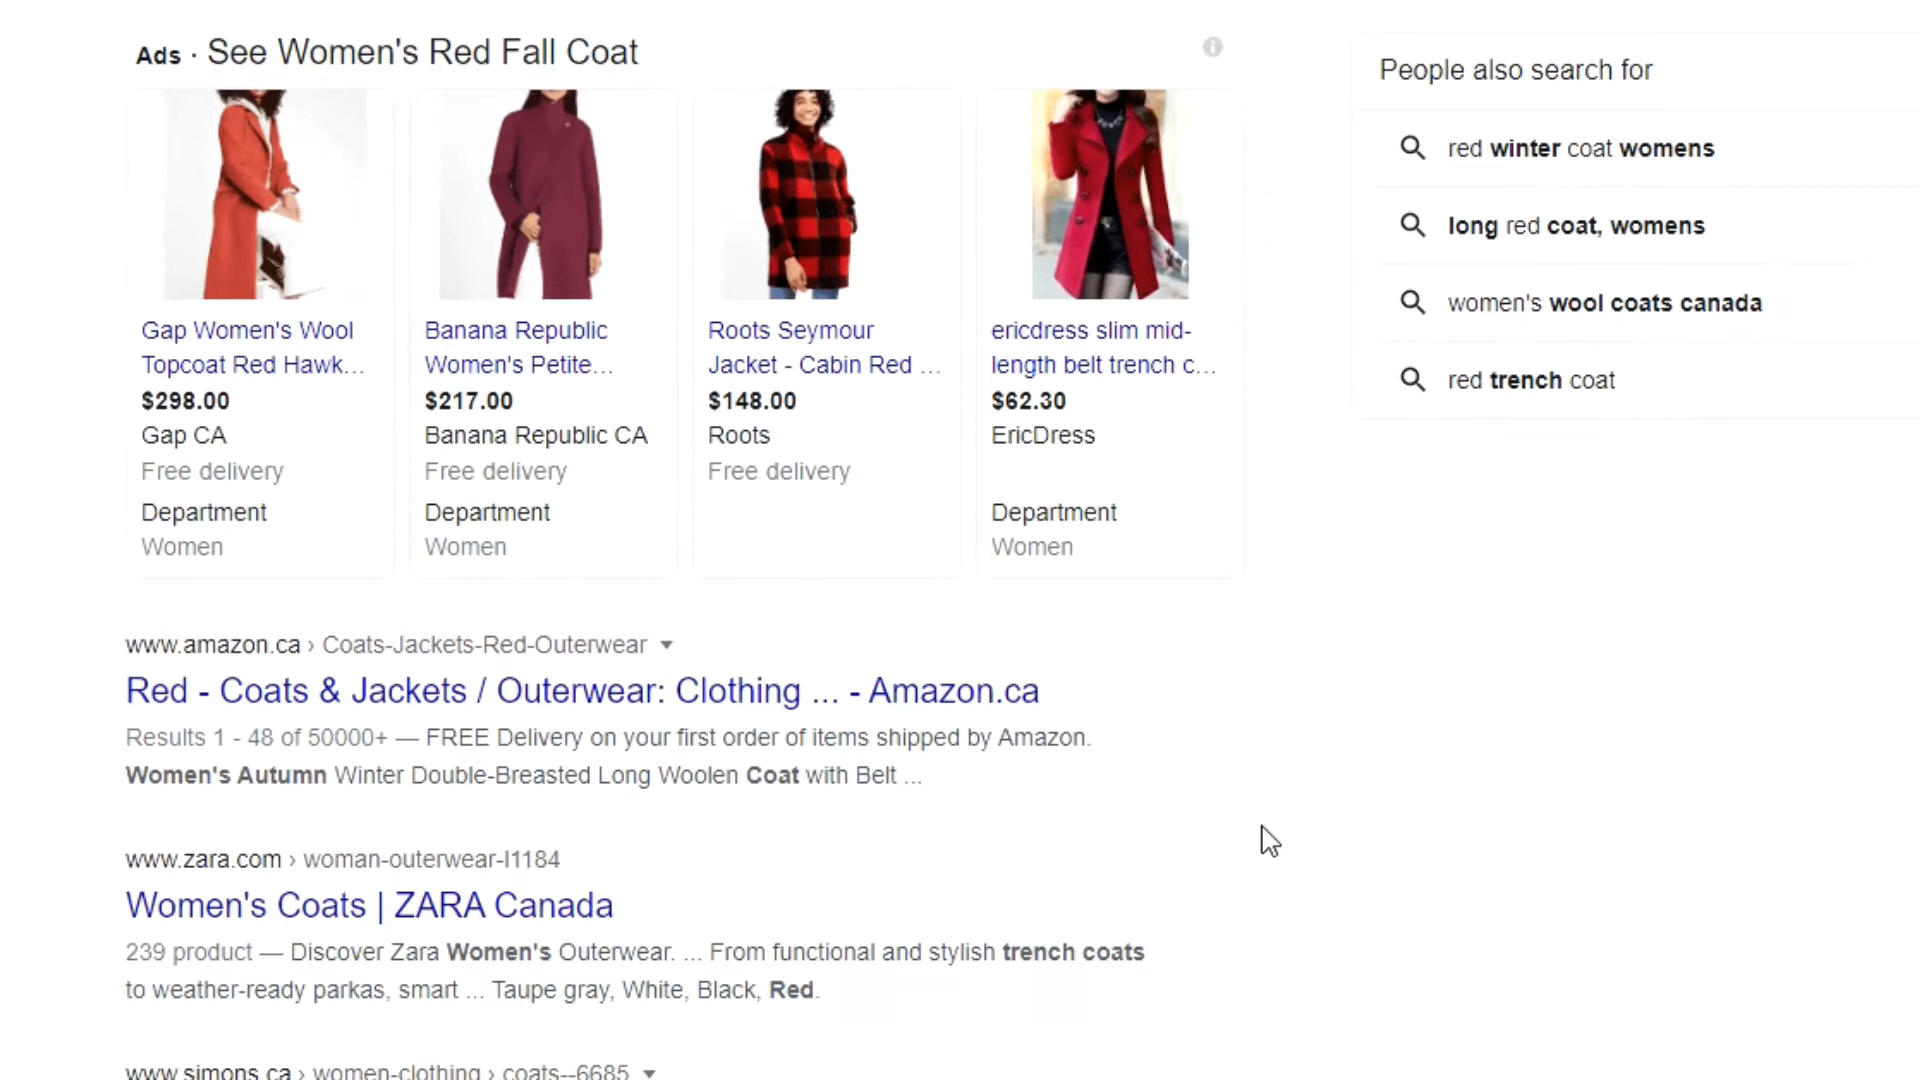 Ads · See Women's Red Fall Coat
Gap Women's Wool
Topcoat Red Hawk...
$298.00
Gap CA
Free delivery
Department
Women
Banana Republic
Women's Petite...
$217.00
Banana Republic CA
Free delivery
Department
Women
Roots Seymour
Jacket - Cabin Red ...
$148.00
Roots
Free delivery
ericdress slim mid-
length belt trench c...
$62.30
EricDress
Department
Women
www.amazon.ca › Coats-Jackets-Red-Outerwear
Red - Coats & Jackets / Outerwear: Clothing ... - Amazon.ca
Results 1 - 48 of 50000+ — FREE Delivery on your first order of items shipped by Amazon.
Women's Autumn Winter Double-Breasted Long Woolen Coat with Belt ...
www.zara.com › woman-outerwear-l1184
Women's Coats | ZARA Canada
239 product — Discover Zara Women's Outerwear. ... From functional and stylish trench coats
to weather-ready parkas, smart ... Taupe gray, White, Black, Red.
www.simons.ca › women-clothing › coats--6685
People also search for
red winter coat womens
long red coat, womens
women's wool coats canada
red trench coat